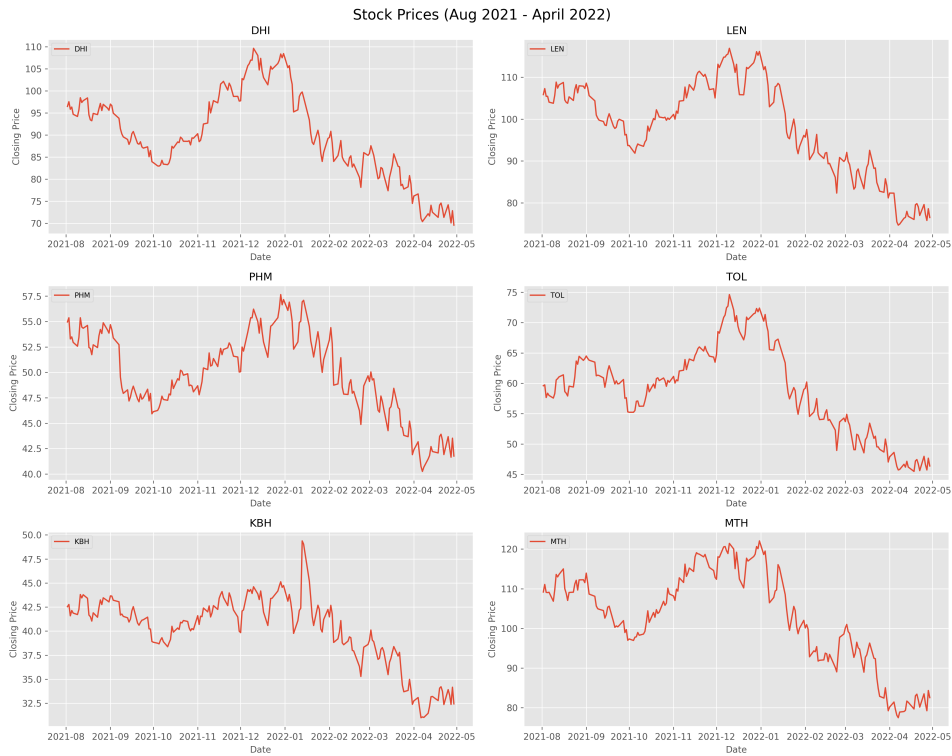 Stock Prices (Aug 2021 - April 2022)
DHI
DHI
Closing Price
110
105
100
95
90
85
80
75
70
2021-08 2021-09 2021-10 2021-11 2021-12 2022-01 2022-02 2022-03 2022-04 2022-05
Date
LEN
LEN
Closing Price
110
100
90
80
2021-08 2021-09 2021-10 2021-11 2021-12 2022-01 2022-02 2022-03 2022-04 2022-05
Date
PHM
PHM
Closing Price
57.5
55.0
52.5
50.0
47.5
45.0
42.5
40.0
2021-08 2021-09 2021-10 2021-11 2021-12 2022-01 2022-02 2022-03 2022-04 2022-05
Date
TOL
TOL
Closing Price
75
70
65
60
55
50
45
2021-08 2021-09 2021-10 2021-11 2021-12 2022-01 2022-02 2022-03 2022-04 2022-05
Date
KBH
KBH
Closing Price
50.0
47.5
45.0
42.5
40.0
37.5
35.0
32.5
2021-08 2021-09 2021-10 2021-11 2021-12 2022-01 2022-02 2022-03 2022-04 2022-05
Date
MTH
MTH
Closing Price
120
110
100
90
80
2021-08 2021-09 2021-10 2021-11 2021-12 2022-01 2022-02 2022-03 2022-04 2022-05
Date